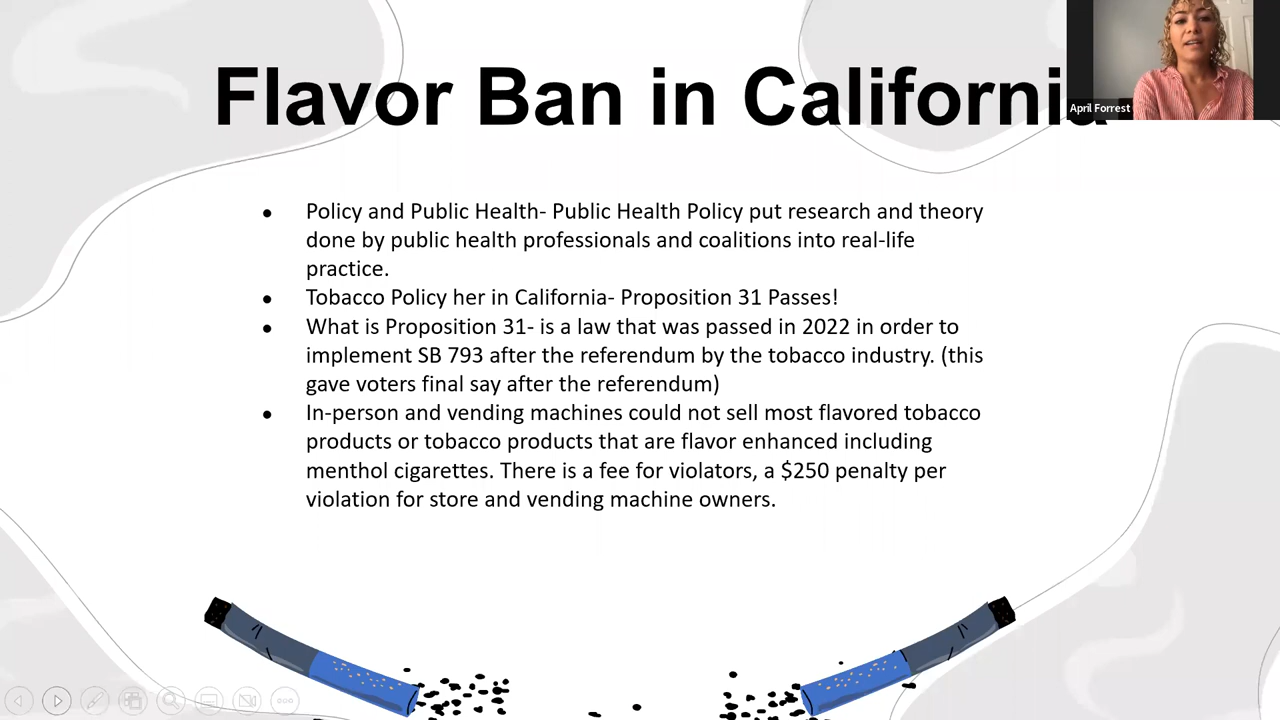 Flavor Ban in California
April Forrest
• Policy and Public Health- Public Health Policy put research and theory
done by public health professionals and coalitions into real-life
practice.
• Tobacco Policy her in California- Proposition 31 Passes!
• What is Proposition 31- is a law that was passed in 2022 in order to
implement SB 793 after the referendum by the tobacco industry. (this
gave voters final say after the referendum)
• In-person and vending machines could not sell most flavored tobacco
products or tobacco products that are flavor enhanced including
menthol cigarettes. There is a fee for violators, a $250 penalty per
violation for store and vending machine owners.